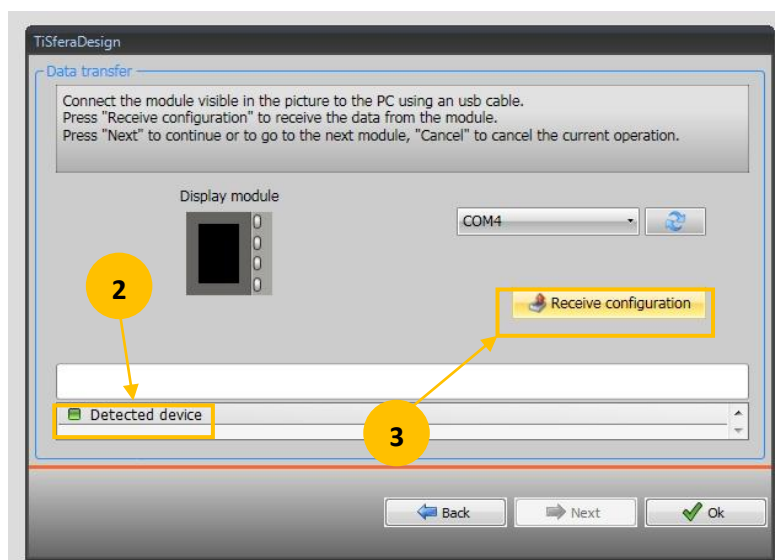 TiSferaDesign
Data transfer
Connect the module visible in the picture to the PC using an usb cable.
Press "Receive configuration" to receive the data from the module.
Press "Next" to continue or to go to the next module, "Cancel" to cancel the current operation.
Display module
COM4
2
Receive configuration
Detected device
3
Back
Next
Ok